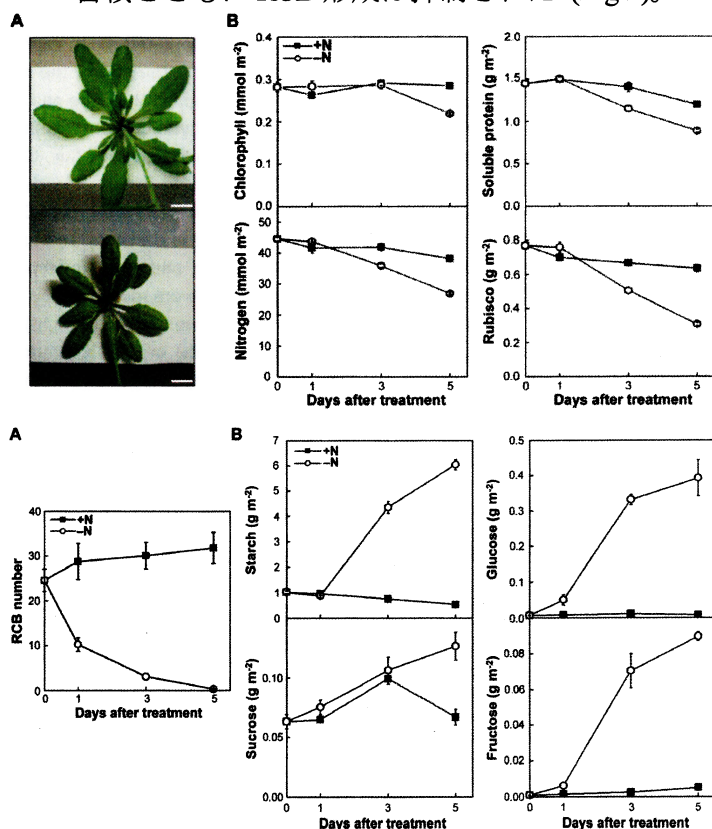 A
B
+N
-N
Chlorophyll (mmol m-2)
0.4
0.3
0.2
0.1
0.0
Soluble protein (g m-2)
2.0
1.5
1.0
0.5
0.0
Nitrogen (mmol m-2)
50
40
30
20
10
0
0 1 3 5
Days after treatment
Rubisco (g m-2)
0.8
0.6
0.4
0.2
0.0
0 1 3 5
Days after treatment
A
RCB number
40
30
20
10
0
+N
-N
0 1 3 5
Days after treatment
B
+N
-N
Starch (g m-2)
7
6
5
4
3
2
1
0
Glucose (g m-2)
0.5
0.4
0.3
0.2
0.1
0.0
Sucrose (g m-2)
0.10
0.05
0.00
0 1 3 5
Days after treatment
Fructose (g m-2)
0.08
0.06
0.04
0.02
0.00
0 1 3 5
Days after treatment